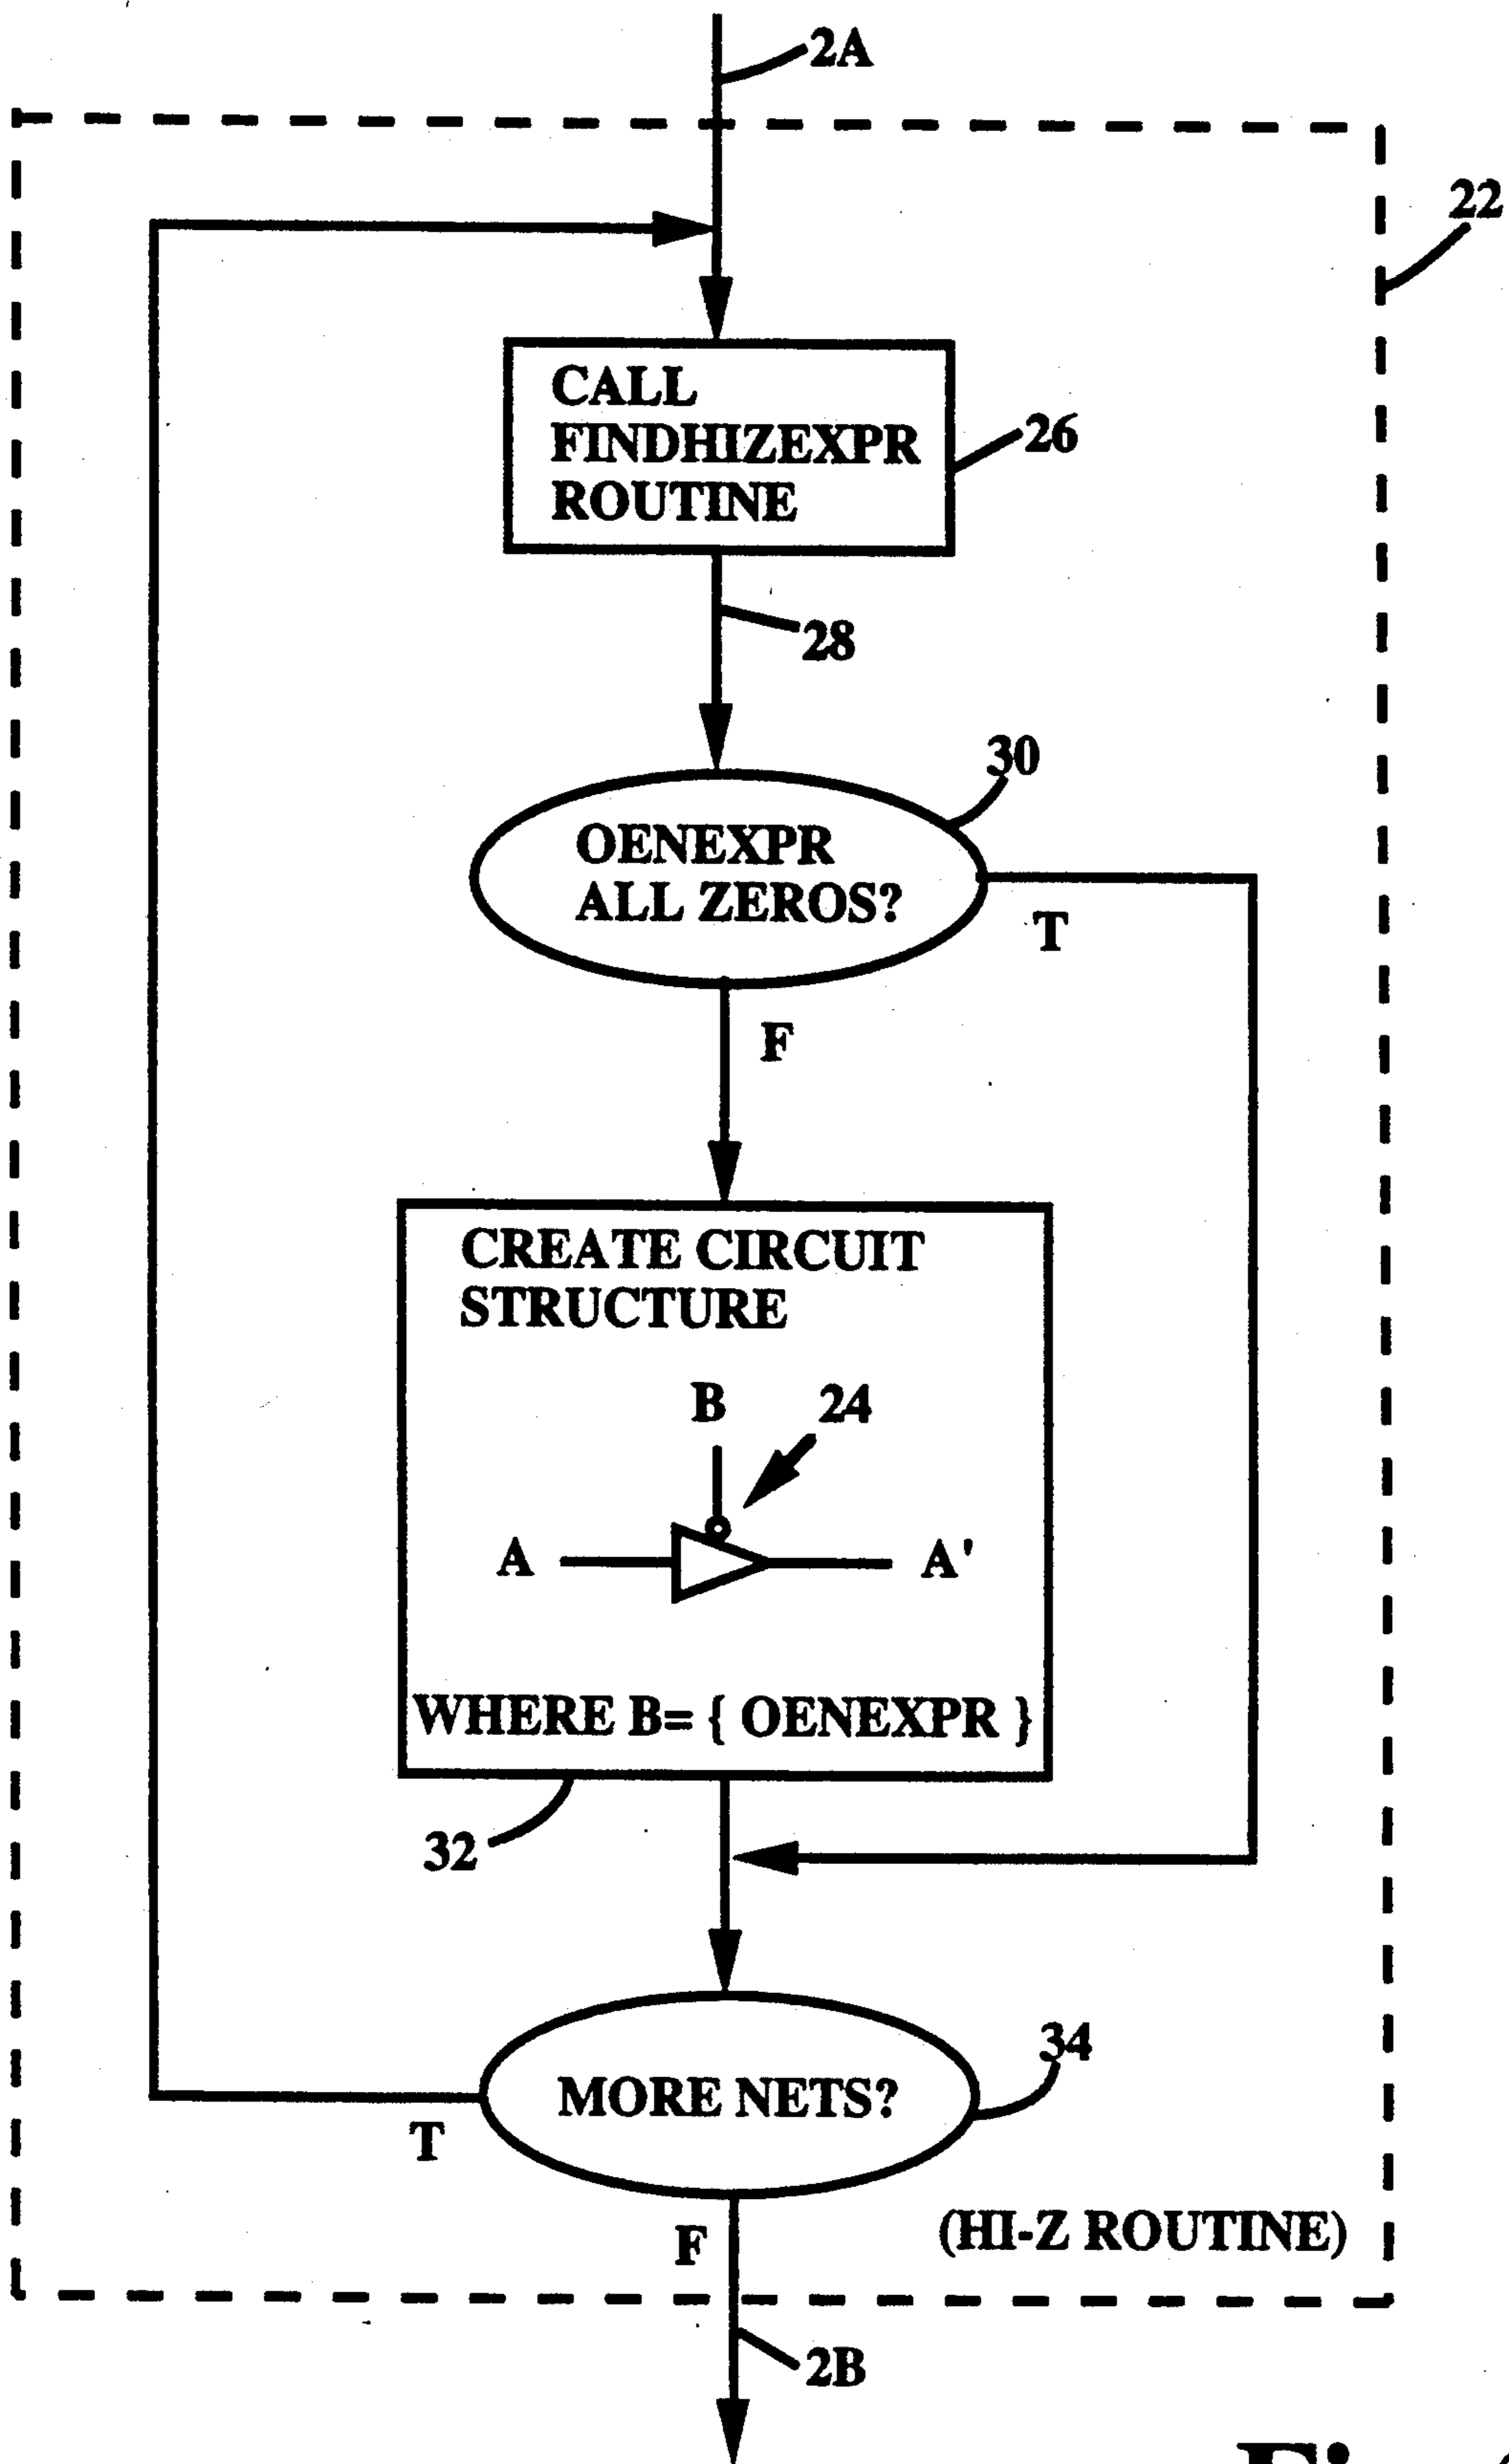 2A
22
CALL
FINDHIZEXPR
ROUTINE
26
28
30
OENEXPR
ALL ZEROS?
T
F
CREATE CIRCUIT
STRUCTURE
B
24
A
A'
WHERE B= { OENEXPR }
32
34
MORE NETS?
T
F
(HI-Z ROUTINE)
2B